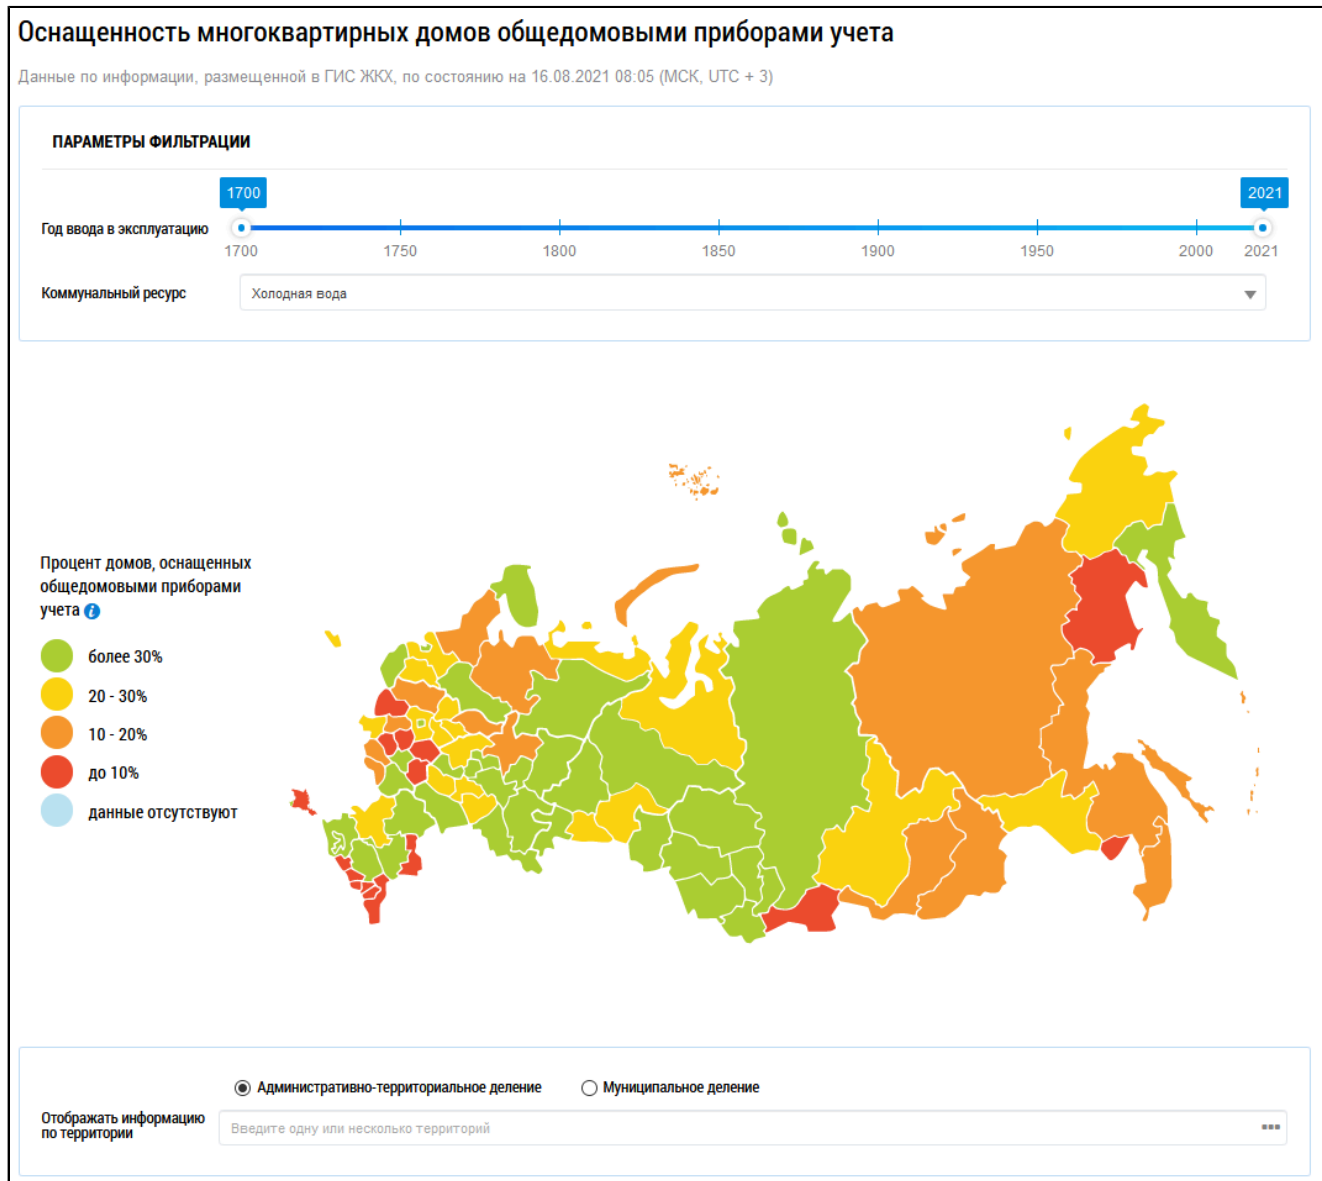 Оснащенность многоквартирных домов общедомовыми приборами учета
Данные по информации, размещенной в ГИС ЖКХ, по состоянию на 16.08.2021 08:05 (МСК, UTC + 3)
ПАРАМЕТРЫ ФИЛЬТРАЦИИ
1700 2021
Год ввода в эксплуатацию
1700 1750 1800 1850 1900 1950 2000 2021
Коммунальный ресурс Холодная вода
Процент домов, оснащенных
общедомовыми приборами
учета i
более 30%
20 - 30%
10 - 20%
до 10%
данные отсутствуют
Административно-территориальное деление Муниципальное деление
Отображать информацию
по территории
Введите одну или несколько территорий